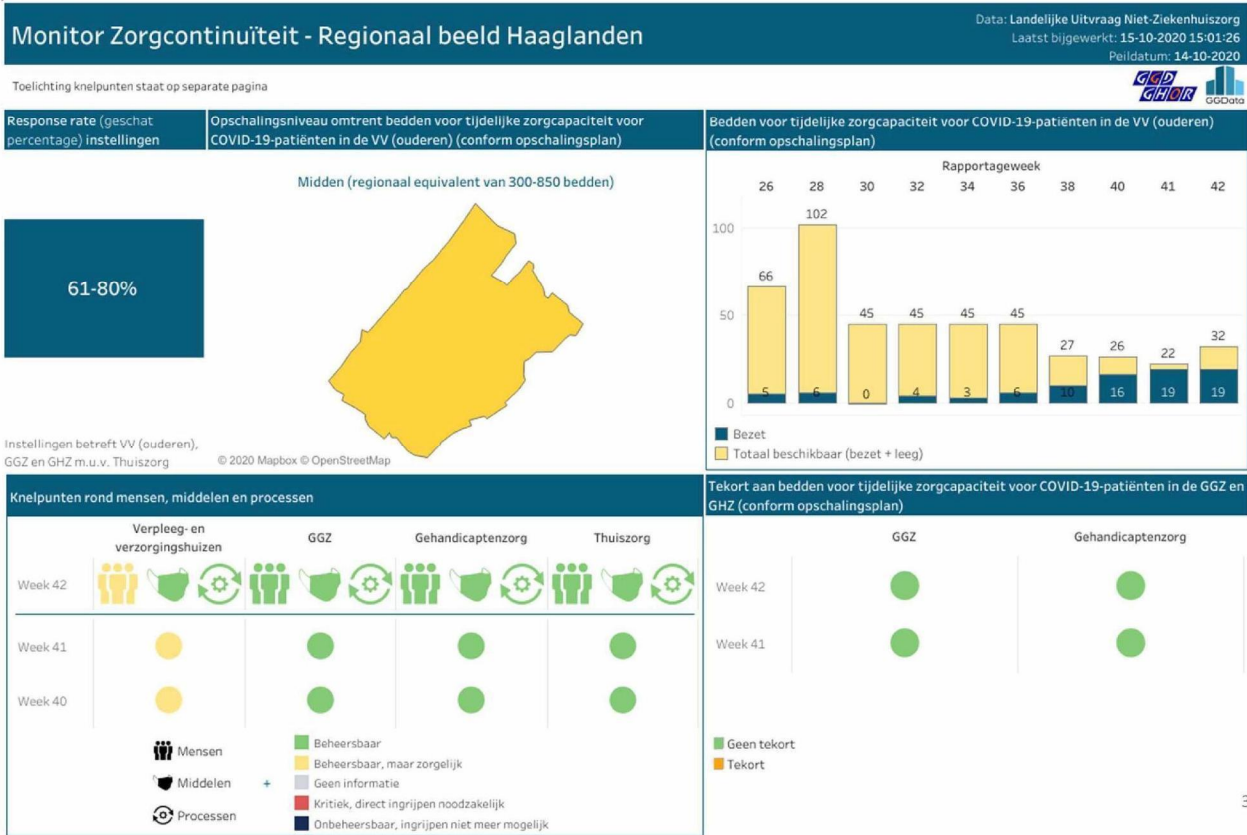 Monitor Zorgcontinuïteit - Regionaal beeld Haaglanden
Data: Landelijke Uitvraag Niet-Ziekenhuiszorg
Laatst bijgewerkt: 15-10-2020 15:01:26
Peildatum: 14-10-2020
Toelichting knelpunten staat op separate pagina
GGD
GHOR
GGData
Response rate (geschat
percentage) instellingen
61-80%
Instellingen betreft VV (ouderen),
GGZ en GHZ m.u.v. Thuiszorg
Opschalingsniveau omtrent bedden voor tijdelijke zorgcapaciteit voor
COVID-19-patiënten in de VV (ouderen) (conform opschalingsplan)
Midden (regionaal equivalent van 300-850 bedden)
© 2020 Mapbox © OpenStreetMap
Bedden voor tijdelijke zorgcapaciteit voor COVID-19-patiënten in de VV (ouderen)
(conform opschalingsplan)
Rapportageweek
26 28 30 32 34 36 38 40 41 42
100
50
0
66 102 45 45 45 45 27 26 22 32
5 6 0 4 3 6 10 16 19 19
Bezet
Totaal beschikbaar (bezet + leeg)
Knelpunten rond mensen, middelen en processen
Verpleeg- en
verzorgingshuizen
GGZ
Gehandicaptenzorg
Thuiszorg
Week 42
Week 41
Week 40
Mensen
Middelen
+
Processen
Beheersbaar
Beheersbaar, maar zorgelijk
Geen informatie
Kritiek, direct ingrijpen noodzakelijk
Onbeheersbaar, ingrijpen niet meer mogelijk
Tekort aan bedden voor tijdelijke zorgcapaciteit voor COVID-19-patiënten in de GGZ en
GHZ (conform opschalingsplan)
GGZ
Gehandicaptenzorg
Week 42
Week 41
Geen tekort
Tekort
3